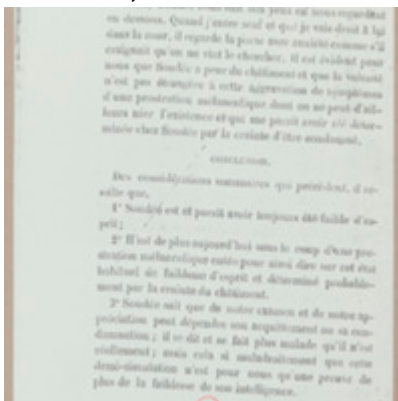 en dessous. Quand j'entre seul et que je vais droit à lui
dans la cour, il regarde la porte avec anxiété comme s'il
craignait qu'on ne vint le chercher, il est évident pour
nous que Soudée a peur du châtiment et que la volonté
n'est pas étrangère à cette aggravation de symptômes
d'une prostration mélancolique dont on ne peut d'ail-
leurs nier l'existence et qui me paraît avoir été déter-
minée chez Soudée par la crainte d'être condamné.
CONCLUSION.
Des considérations sommaires qui précèdent, il ré-
sulte que,
1° Soudée est et paraît avoir toujours été faible d'es-
prit;
2° Il est de plus aujourd'hui sous le coup d'une pro-
stration mélancolique entée pour ainsi dire sur cet état
habituel de faiblesse d'esprit et déterminé probable-
ment par la crainte du châtiment.
3° Soudée sait que de notre examen et de notre ap-
préciation peut dépendre son acquittement ou sa con-
damnation; il se dit et se fait plus malade qu'il n'est
réellement; mais cela si maladroitement que cette
demi-simulation n'est pour nous qu'une preuve de
plus de la faiblesse de son intelligence.